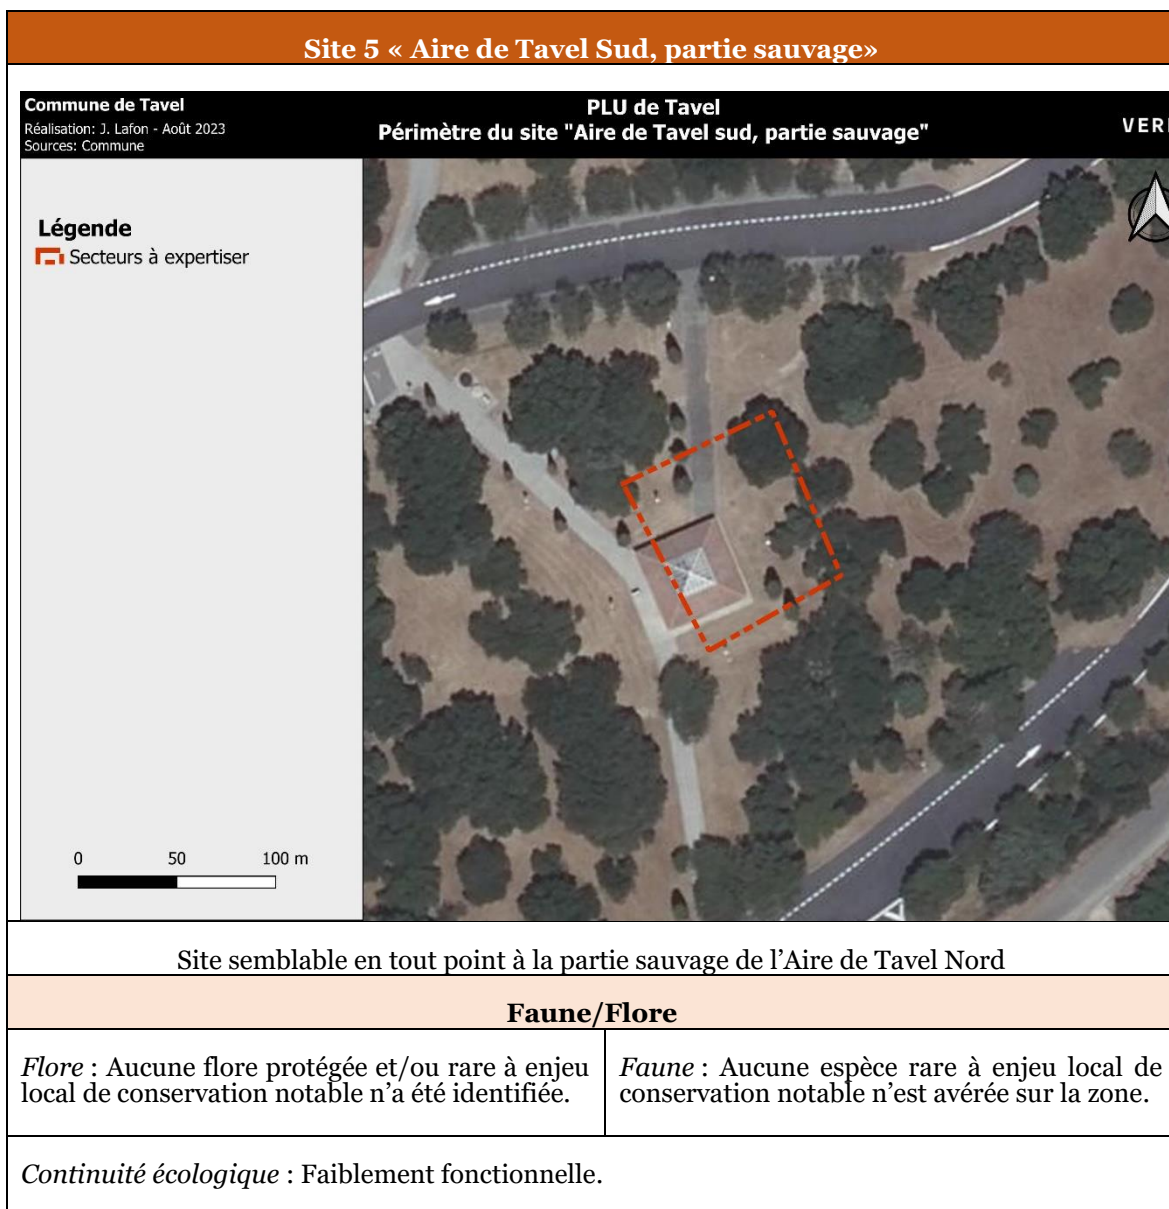 Site 5 « Aire de Tavel Sud, partie sauvage»
Commune de Tavel
Réalisation: J. Lafon - Août 2023
Sources: Commune
PLU de Tavel
Périmètre du site "Aire de Tavel sud, partie sauvage"
Légende
Secteurs à expertiser
0 50 100 m
Site semblable en tout point à la partie sauvage de l’Aire de Tavel Nord
Faune/Flore
Flore : Aucune flore protégée et/ou rare à enjeu
local de conservation notable n’a été identifiée.
Faune : Aucune espèce rare à enjeu local de
conservation notable n’est avérée sur la zone.
Continuité écologique : Faiblement fonctionnelle.